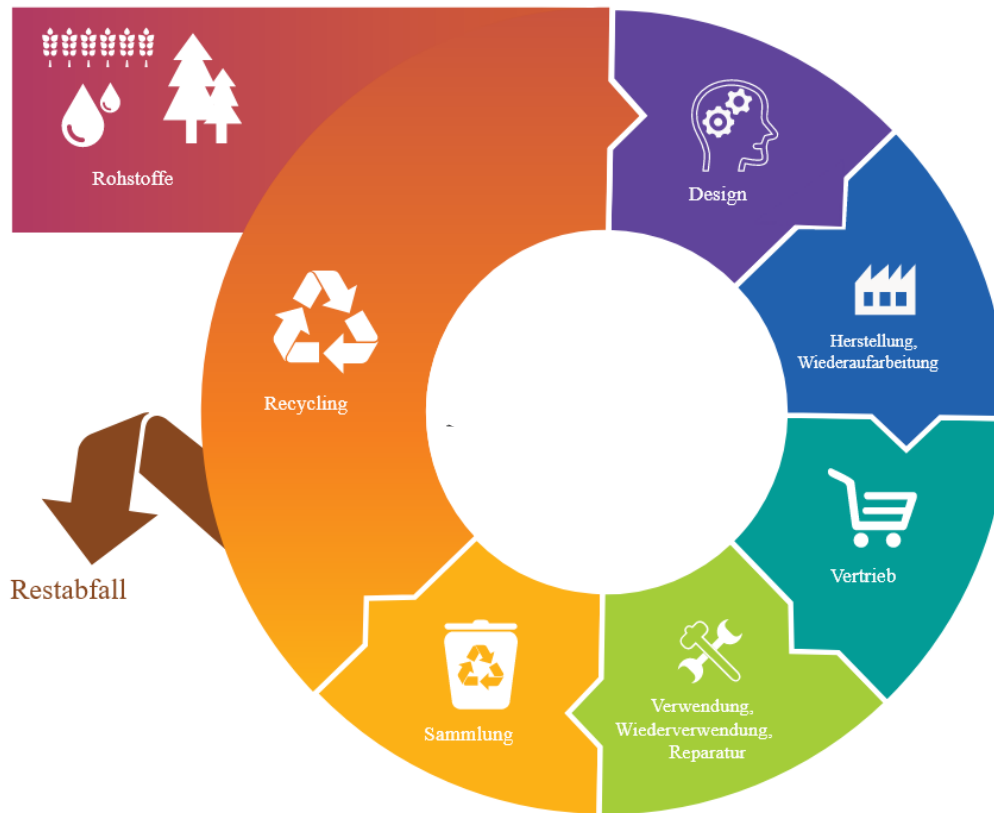 Rohstoffe
Design
Herstellung,
Wiederaufarbeitung
Recycling
Vertrieb
Restabfall
Verwendung,
Wiederverwendung,
Reparatur
Sammlung